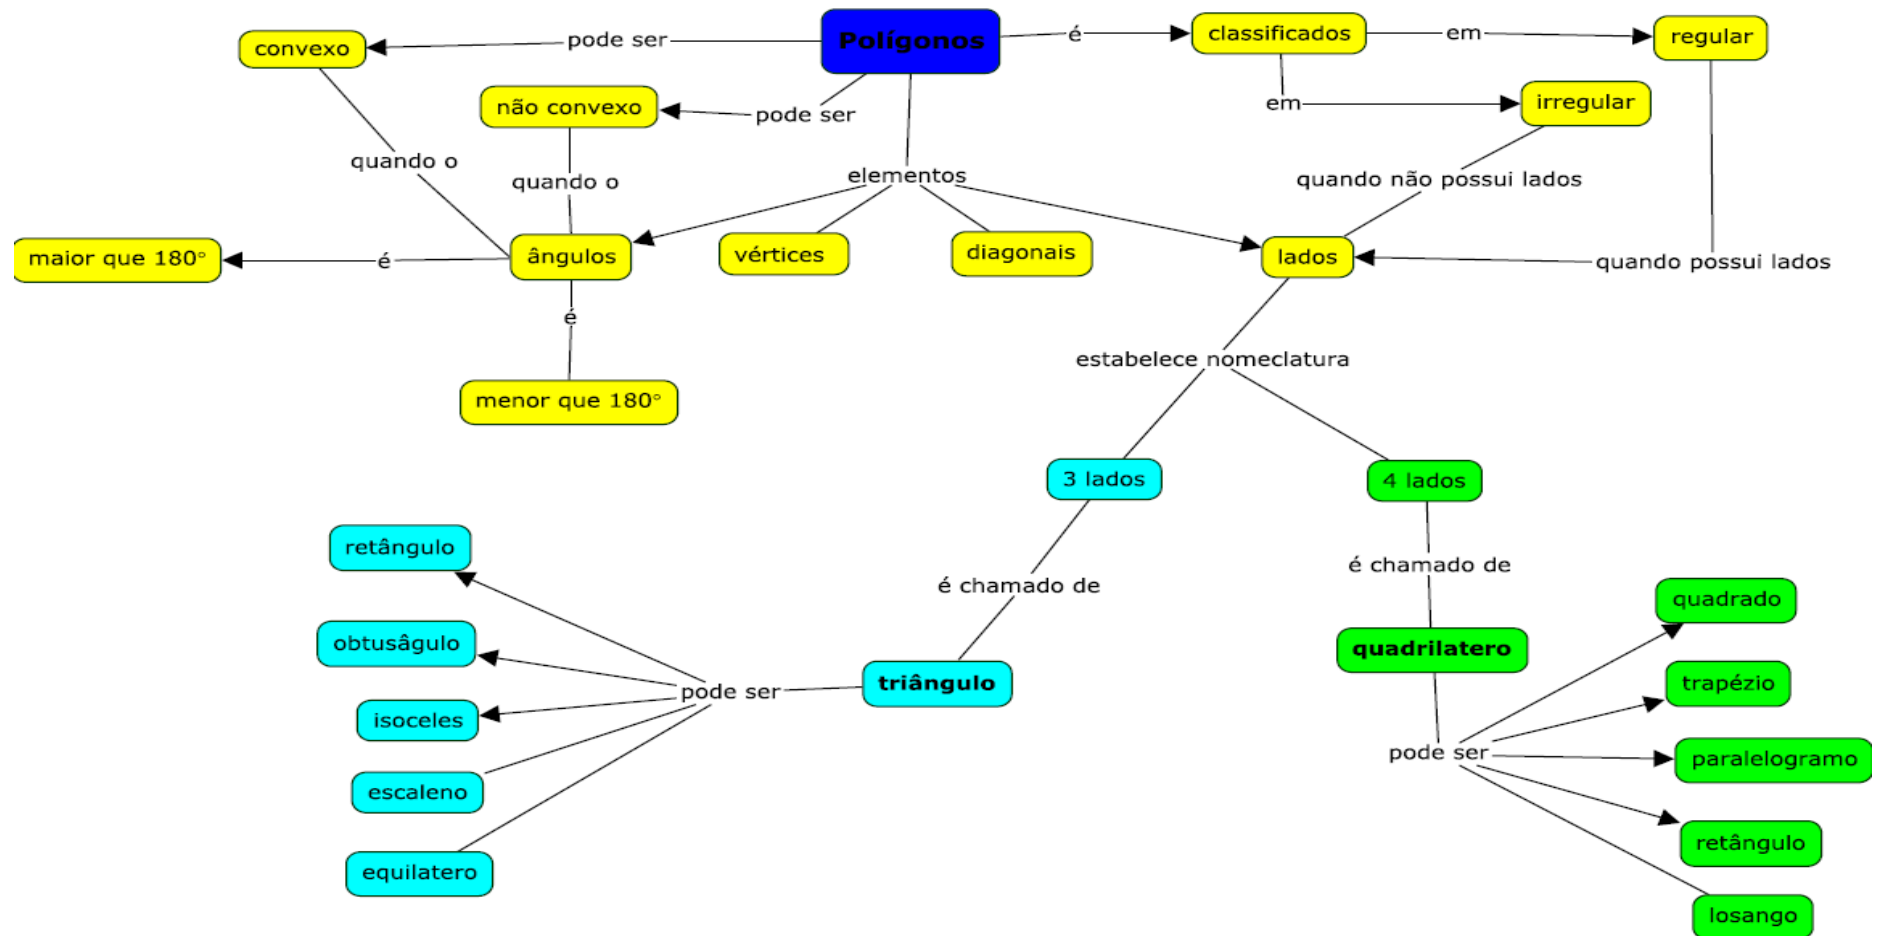 Polígonos
é
classificados
em
regular
convexo
pode ser
em
irregular
não convexo
pode ser
quando o
quando o
elementos
quando não possui lados
maior que 180°
é
ângulos
vértices
diagonais
lados
quando possui lados
é
menor que 180°
estabelece nomeclatura
3 lados
4 lados
é chamado de
é chamado de
retângulo
obtusâgulo
isoceles
escaleno
equilatero
pode ser
triângulo
quadrilatero
pode ser
quadrado
trapézio
paralelogramo
retângulo
losango